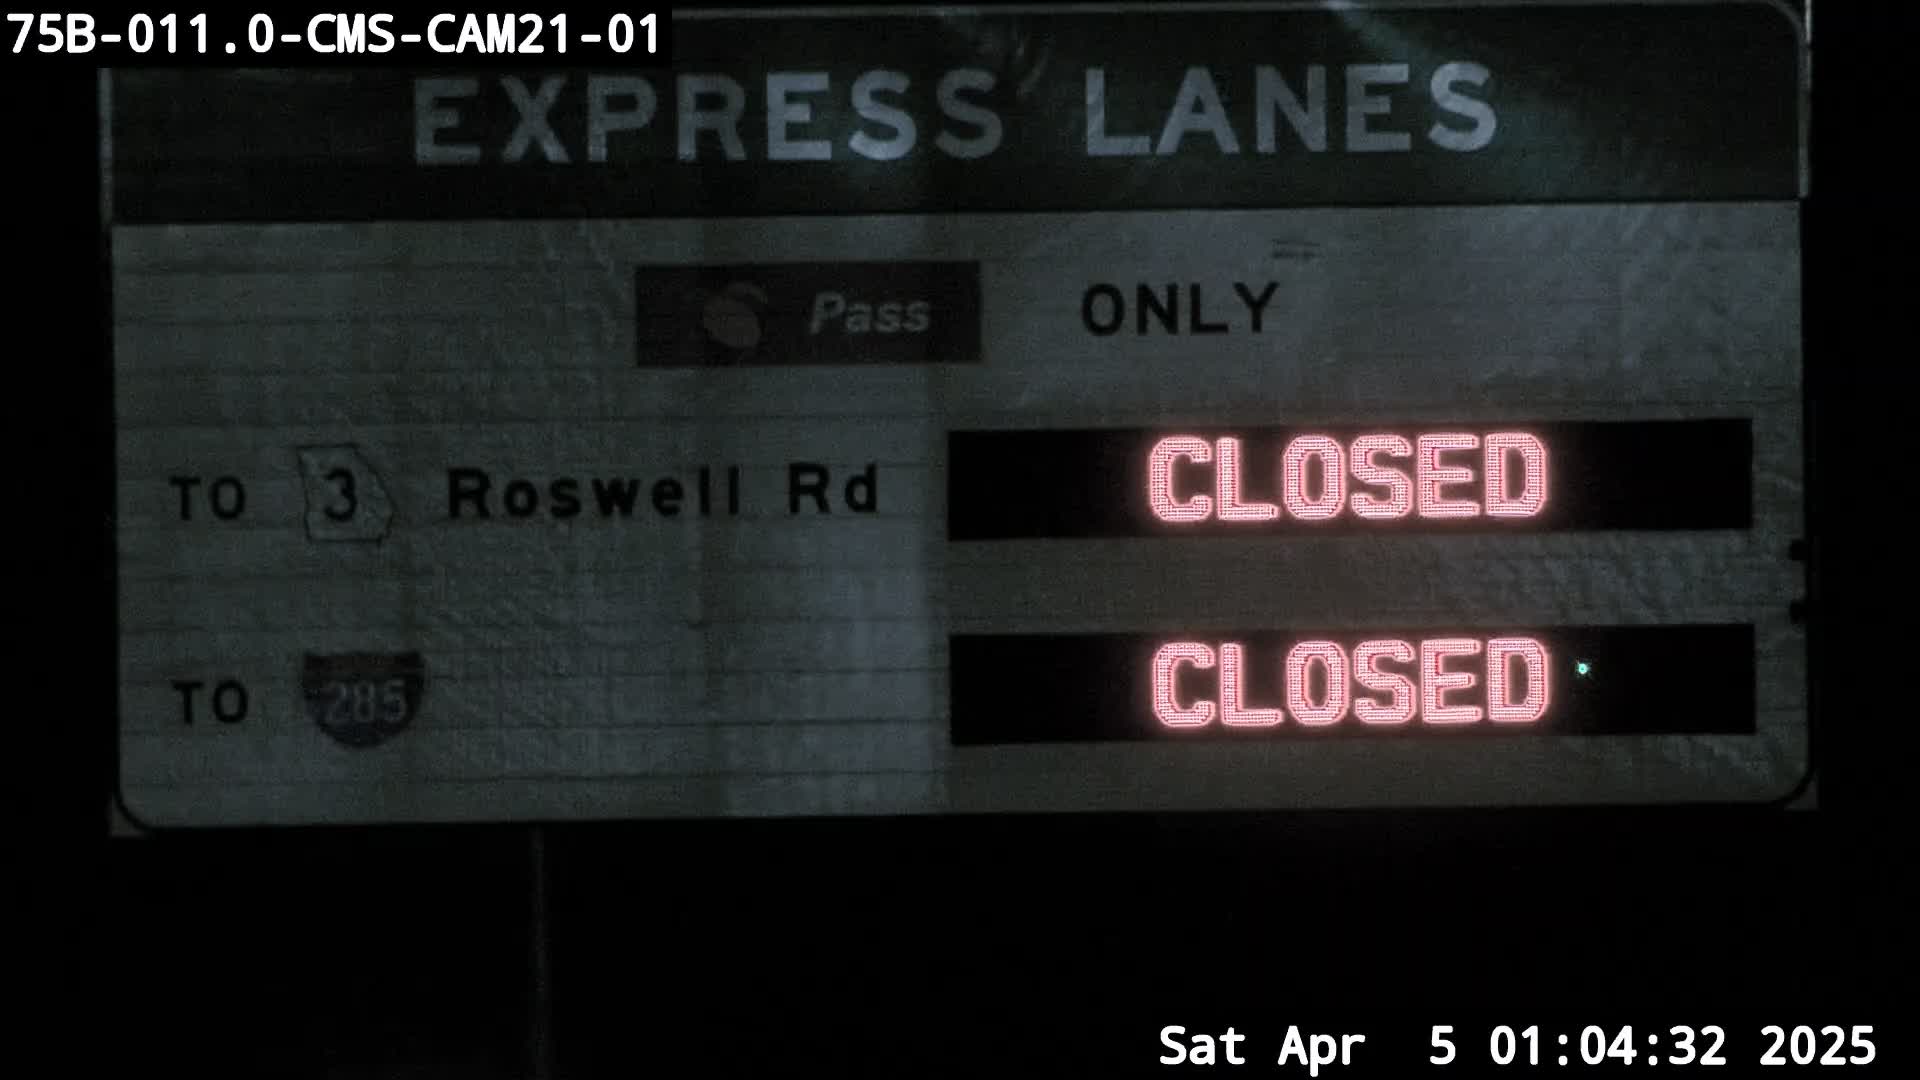 75B-011.0-CMS-CAM21-01
EXPRESS LANES
Pass ONLY
TO 3 Roswell Rd CLOSED
TO 285 CLOSED
Sat Apr 5 01:04:32 2025